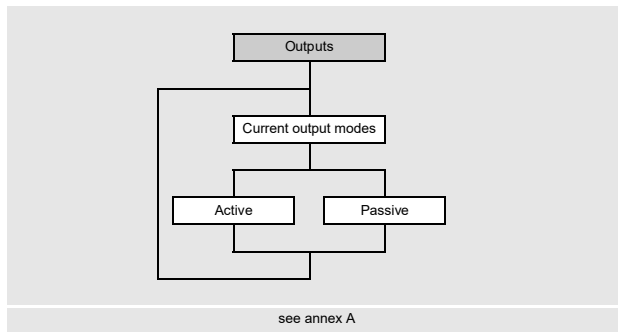 Outputs
Current output modes
Active
Passive
see annex A